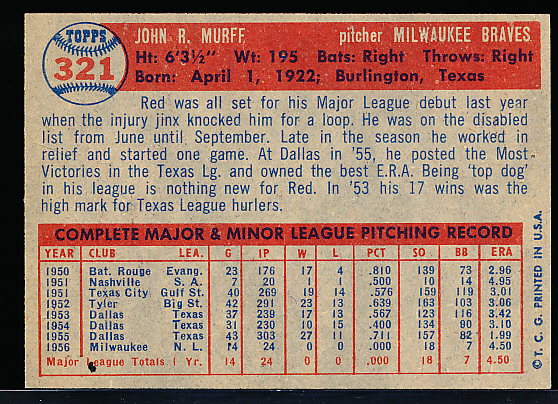 TOPPS
321
JOHN R. MURFF pitcher MILWAUKEE BRAVES
Ht: 6'3½" Wt: 195 Bats: Right Throws: Right
Born: April 1, 1922; Burlington, Texas
Red was all set for his Major League debut last year
when the injury jinx knocked him for a loop. He was on the disabled
list from June until September. Late in the season he worked in
relief and started one game. At Dallas in '55, he posted the Most
Victories in the Texas Lg. and owned the best E.R.A. Being 'top dog'
in his league is nothing new for Red. In '53 his 17 wins was the
high mark for Texas League hurlers.
COMPLETE MAJOR & MINOR LEAGUE PITCHING RECORD
YEAR CLUB LEA. G IP W L PCT SO BB ERA
1950 Bat. Rouge Evang. 23 176 17 4 .810 139 73 2.96
1951 Nashville S. A. 7 20 1 1 .500 10 14 4.95
1951 Texas City Gulf St. 40 269 19 14 .576 159 119 3.01
1952 Tyler Big St. 42 291 23 13 .639 163 103 3.06
1953 Dallas Texas 37 239 17 13 .567 123 116 3.42
1954 Dallas Texas 31 230 10 15 .400 134 90 3.10
1955 Dallas Texas 43 303 27 11 .711 157 82 1.99
1956 Milwaukee N. L. 14 24 0 0 .000 18 7 4.50
Major League Totals 1 Yr. 14 24 0 0 .000 18 7 4.50
© T. C. G. PRINTED IN U.S.A.